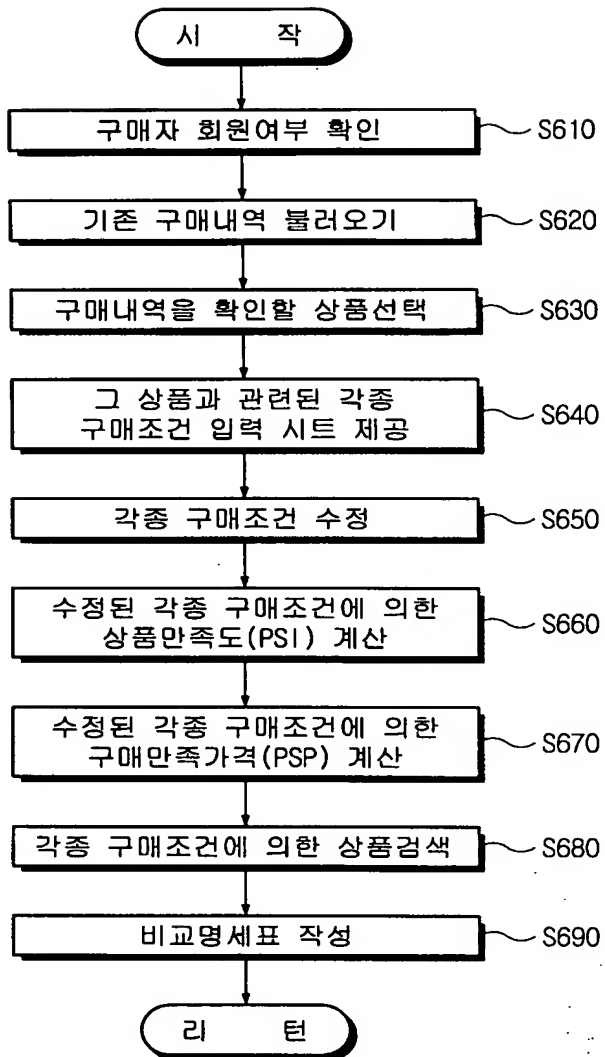 시 작
구매자 회원여부 확인 S610
기존 구매내역 불러오기 S620
구매내역을 확인할 상품선택 S630
그 상품과 관련된 각종
구매조건 입력 시트 제공 S640
각종 구매조건 수정 S650
수정된 각종 구매조건에 의한
상품만족도(PSI) 계산 S660
수정된 각종 구매조건에 의한
구매만족가격(PSP) 계산 S670
각종 구매조건에 의한 상품검색 S680
비교명세표 작성 S690
리 턴